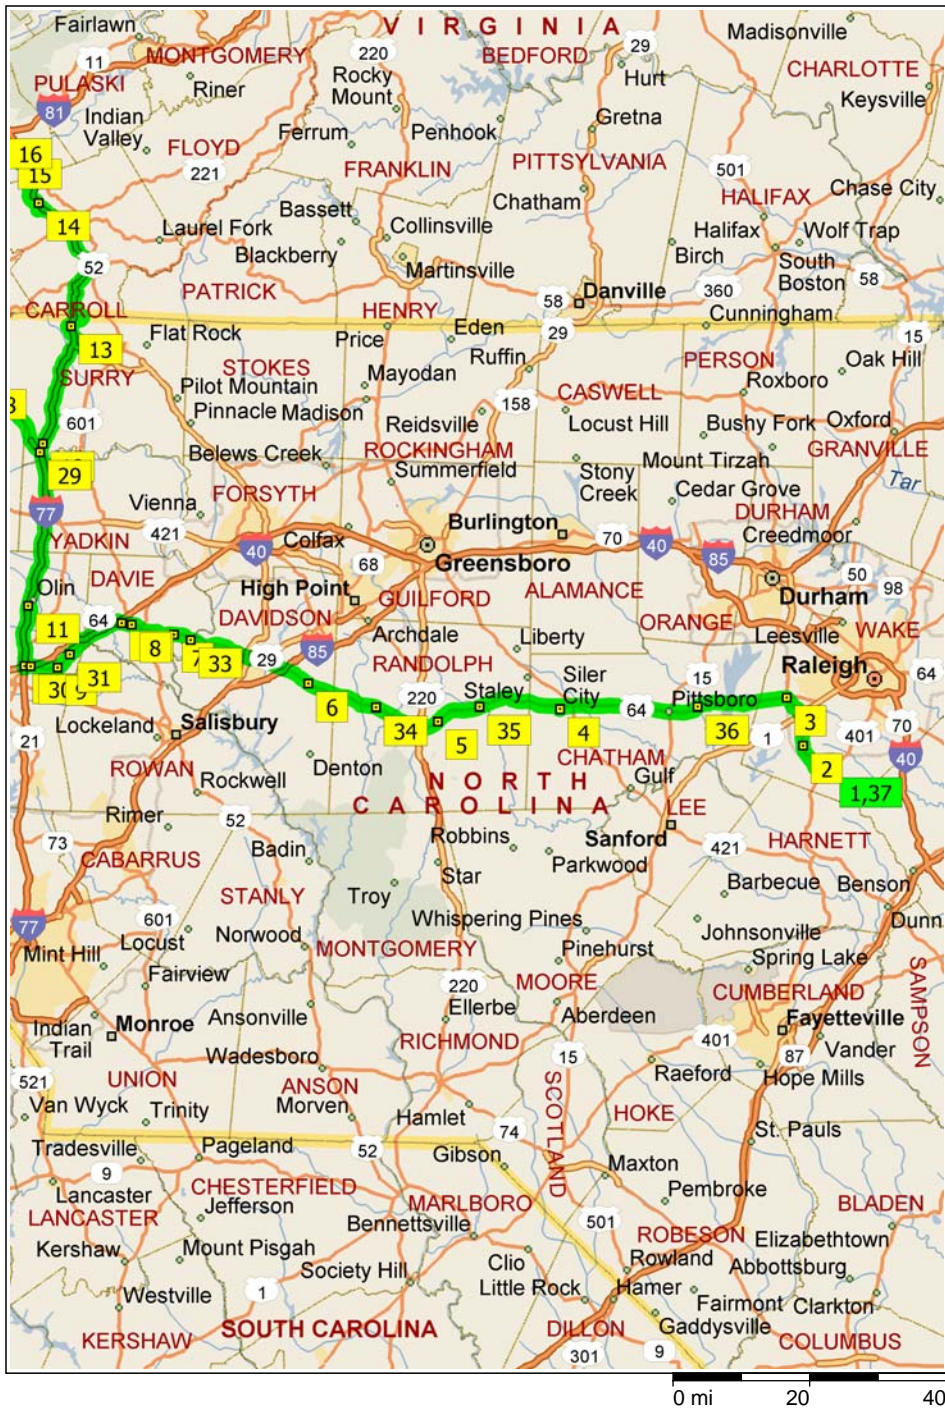 VIRGINIA
Fairlawn
Madisonville
11
MONTGOMERY
220
BEDFORD
29
Hurt
CHARLOTTE
PULASKI
Riner
Rocky
Mount
Keysville
81
Indian
Valley
Ferrum
Penhook
Gretna
16
FLOYD
221
FRANKLIN
PITTSYLVANIA
501
15
HALIFAX
Chase City
Bassett
Chatham
14
Laurel Fork
Collinsville
Halifax
Wolf Trap
Blackberry
Birch
52
Martinsville
South
Boston
58
PATRICK
58
Danville
360
CARROLL
HENRY
Cunningham
Flat Rock
Price
Eden
29
15
13
Ruffin
PERSON
Oak Hill
SURRY
STOKES
Mayodan
Roxboro
Pilot Mountain
CASWELL
Pinnacle
Madison
158
601
Reidsville
Locust Hill
Bushy Fork
Oxford
Belews Creek
ROCKINGHAM
GRANVILLE
Summerfield
Stony
Creek
Mount Tirzah
29
Tar
Vienna
FORSYTH
Cedar Grove
77
DURHAM
421
Burlington
Creedmoor
YADKIN
40
Colfax
70
40
85
Greensboro
68
50
98
Olin
DAVIE
High Point
ALAMANCE
Durham
64
GUILFORD
11
DAVIDSON
ORANGE
WAKE
8
Archdale
Liberty
Leesville
7
33
29
85
RANDOLPH
Raleigh
30
9
31
15
64
220
Staley
Siler
City
Pittsboro
6
64
Lockeland
Salisbury
34
5
35
4
36
3
70
21
1
401
2
40
ROWAN
Denton
CHATHAM
Rockwell
NORTH
CAROLINA
Gulf
1,37
LEE
Rimer
52
73
Robbins
Sanford
HARNETT
CABARRUS
Badin
Parkwood
421
Star
STANLY
Troy
Barbecue
Benson
77
601
Whispering Pines
Dunn
Locust
Norwood
Johnsonville
Mint Hill
MONTGOMERY
Pinehurst
Spring Lake
Fairview
220
MOORE
CUMBERLAND
SAMPSON
Ellerbe
Indian
Trail
Monroe
Ansonville
Aberdeen
Fayetteville
RICHMOND
401
Wadesboro
15
87
Vander
521
UNION
ANSON
Raeford
Hope Mills
Van Wyck
Trinity
Morven
Hamlet
SCOTLAND
HOKE
74
St. Pauls
Tradesville
Pageland
52
Gibson
9
Maxton
Lancaster
CHESTERFIELD
Pembroke
LANCASTER
Jefferson
MARLBORO
BLADEN
Bennettsville
501
ROBESON
Elizabethtown
Kershaw
Mount Pisgah
Clio
Rowland
Abbottsburg
1
Society Hill
Little Rock
Hamer
Westville
Fairmont
Clarkton
SOUTH CAROLINA
DILLON
Gaddysville
KERSHAW
301
9
COLUMBUS
0 mi
20
40